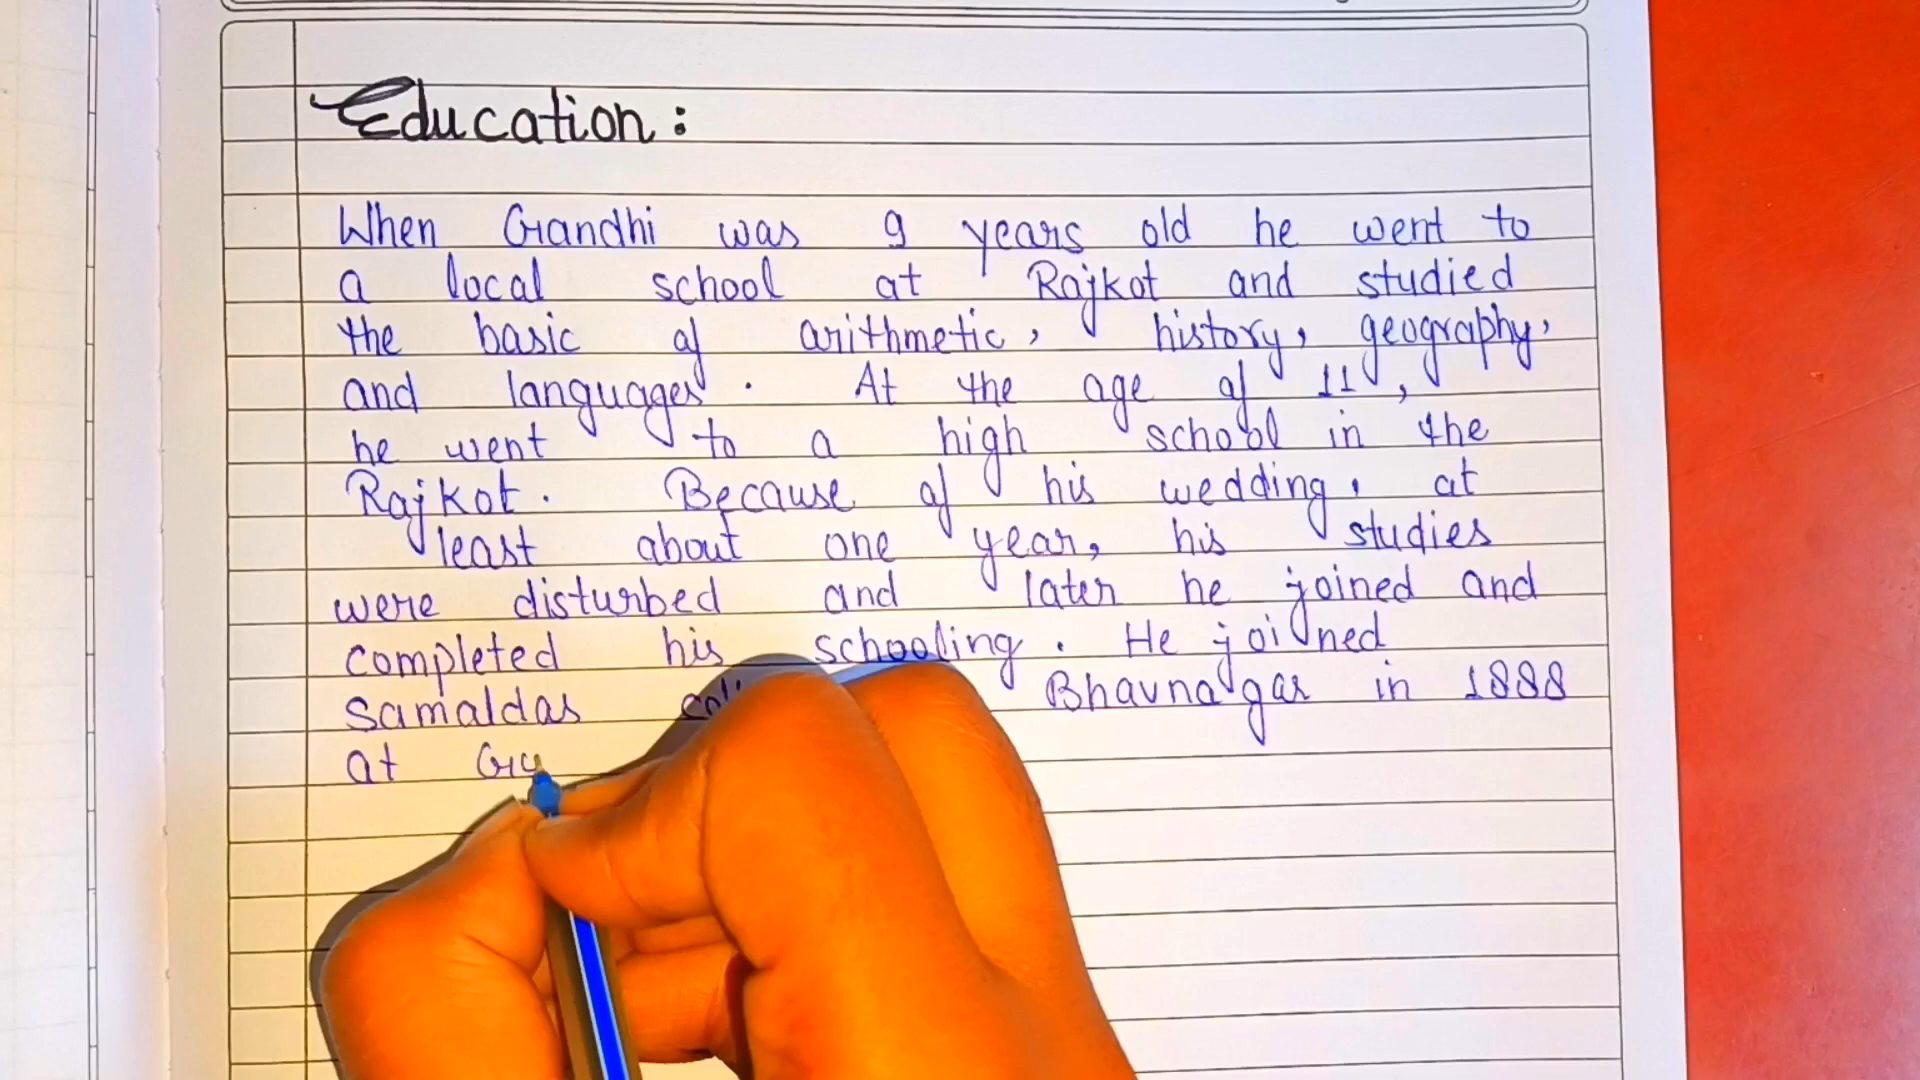 Education:
When Gandhi was 9 years old he went to
a local school at Rajkot and studied
the basic of arithmetic, history, geography,
and languages. At the age of 11,
he went to a high school in the
Rajkot. Because of his wedding, at
least about one year, his studies
were disturbed and later he joined and
completed his schooling. He joined
samaldas Bhavnagar in 1888
at